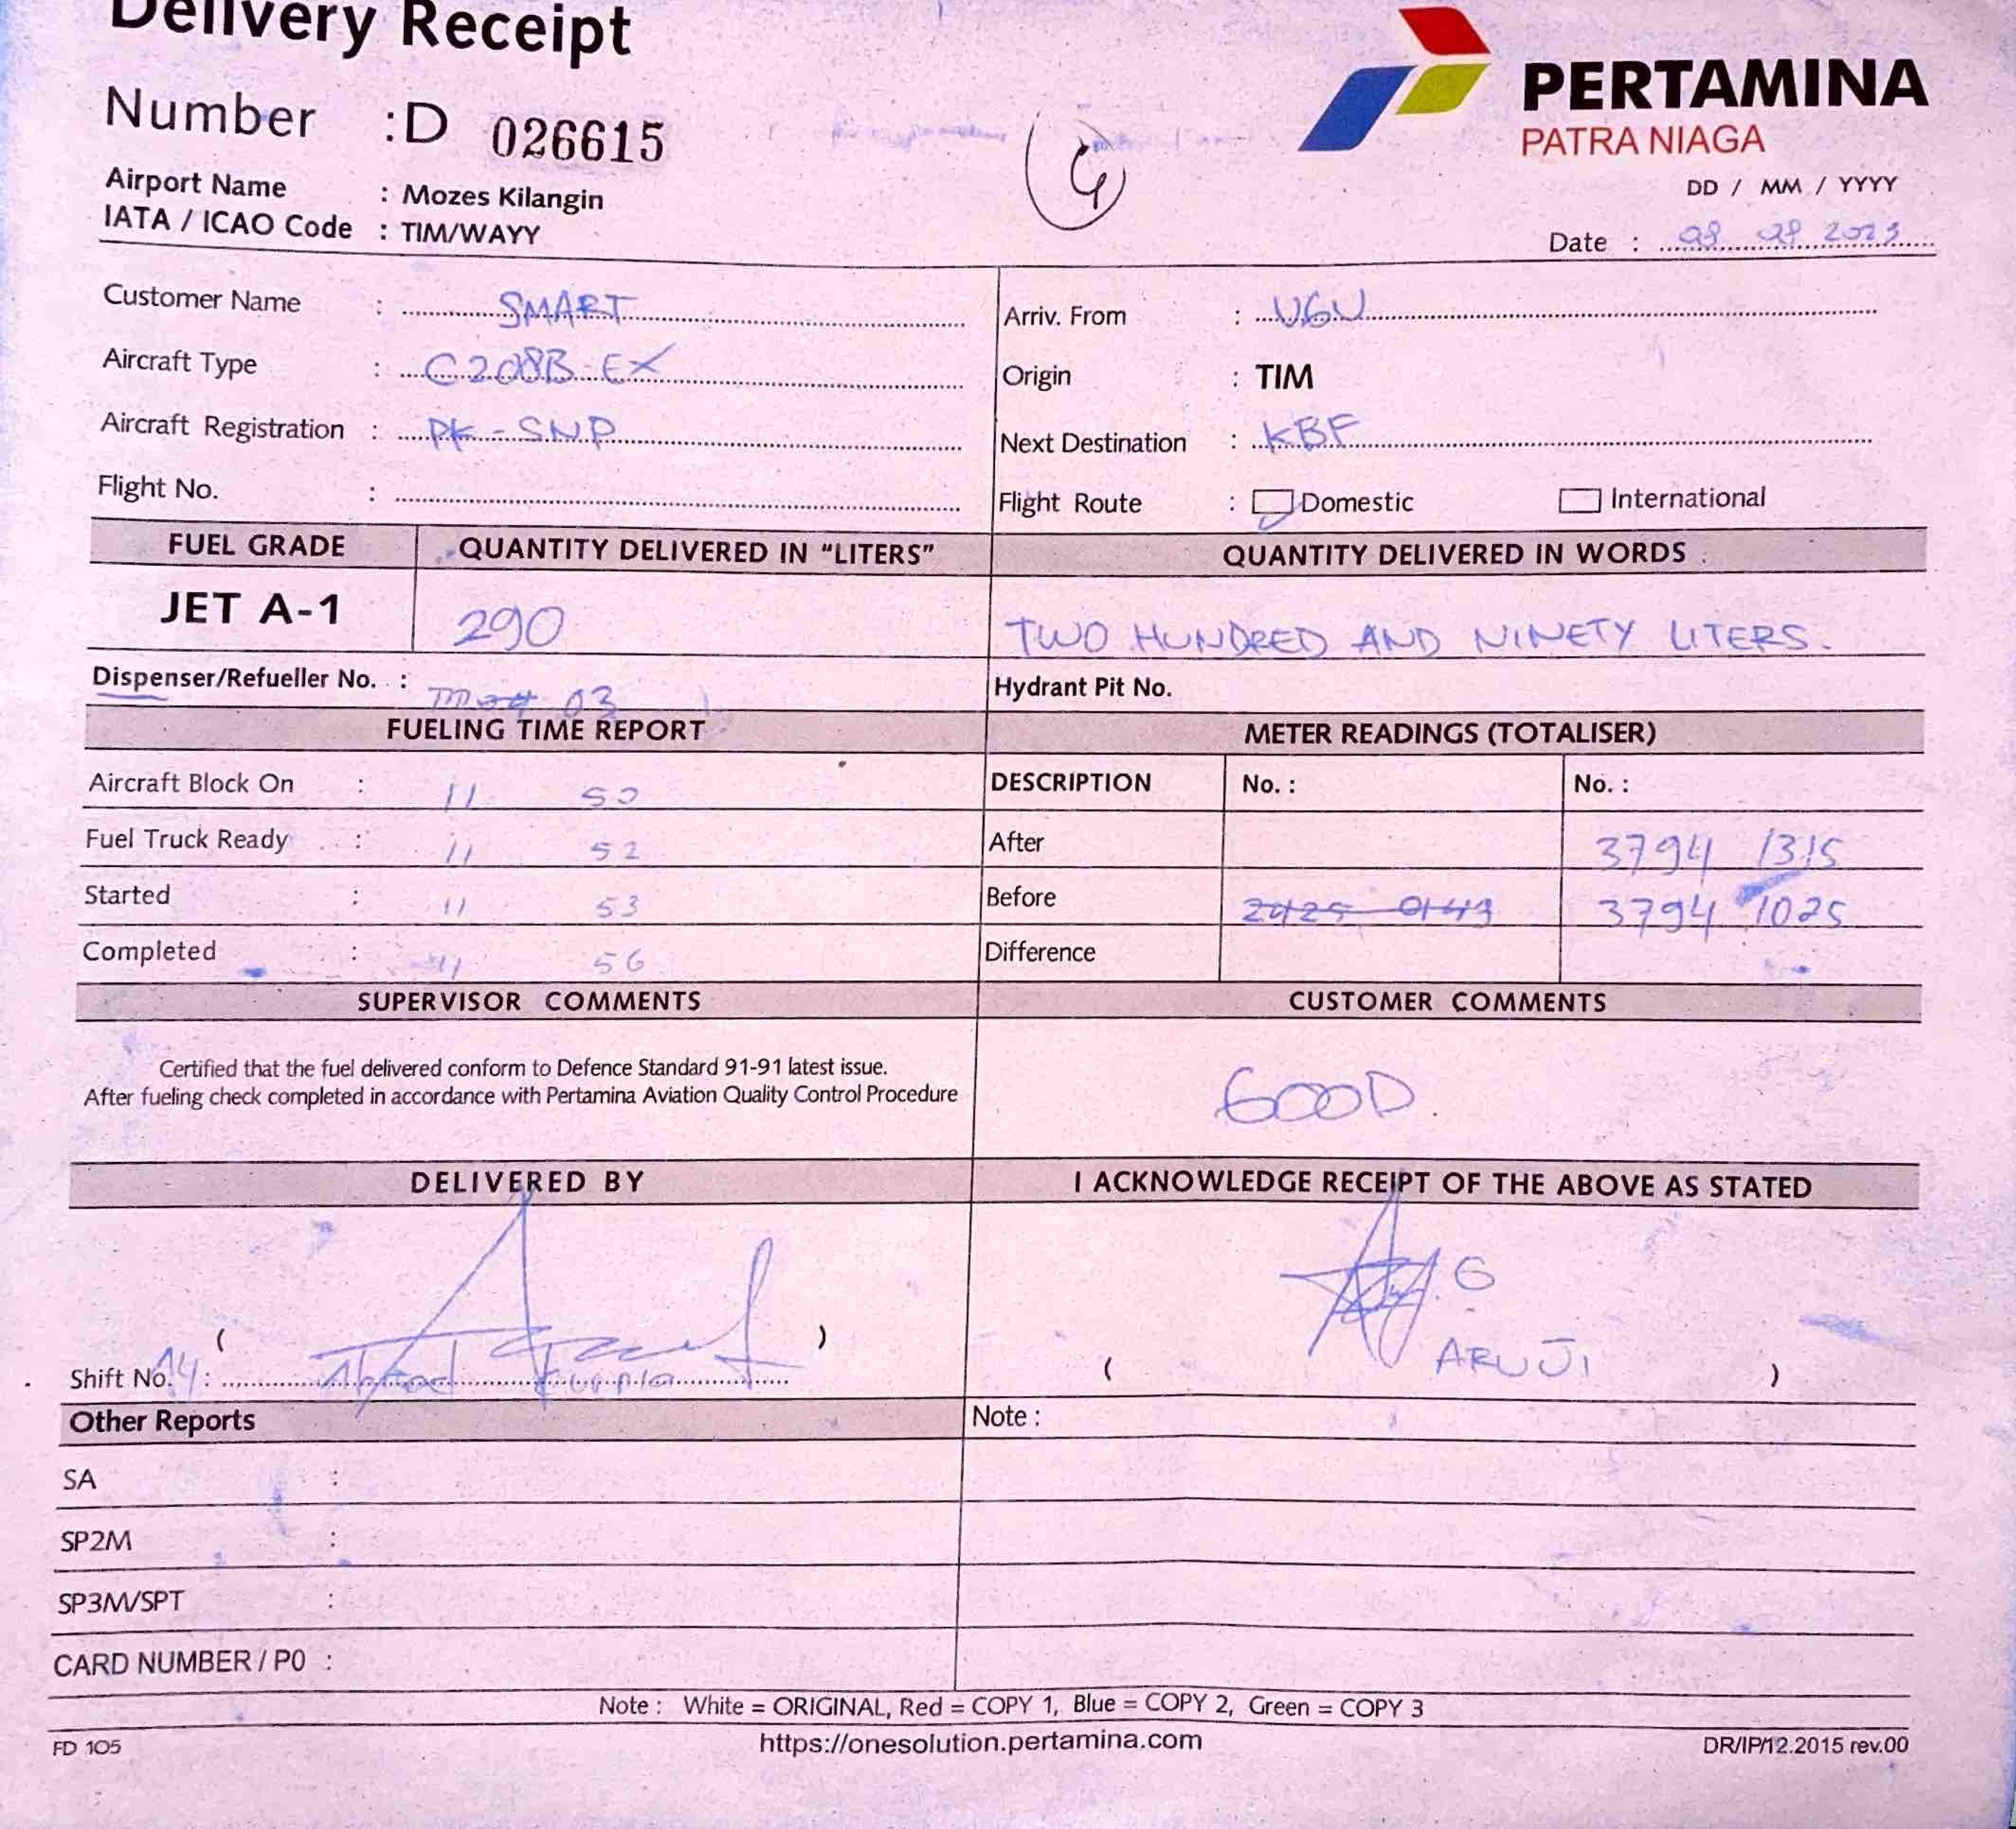 Delivery Receipt
Number : D 026615
PERTAMINA
PATRA NIAGA
Airport Name : Mozes Kilangin
IATA / ICAO Code : TIM/WAYY
DD / MM / YYYY
Date : 2023
Customer Name : SMART
Arriv. From : UGU
Aircraft Type : C208B-EX
Origin : TIM
Aircraft Registration : PK-SNP
Next Destination : KBF
Flight No. :
Flight Route : Domestic International
FUEL GRADE QUANTITY DELIVERED IN "LITERS" QUANTITY DELIVERED IN WORDS
JET A-1 290 TWO HUNDRED AND NINETY LITERS.
Dispenser/Refueller No. : 03 Hydrant Pit No.
FUELING TIME REPORT METER READINGS (TOTALISER)
Aircraft Block On : 11 50 DESCRIPTION No. : No. :
Fuel Truck Ready : 11 52 After 3794 1315
Started : 11 53 Before 3794 1025
Completed : 11 56 Difference
SUPERVISOR COMMENTS CUSTOMER COMMENTS
Certified that the fuel delivered conform to Defence Standard 91-91 latest issue.
After fueling check completed in accordance with Pertamina Aviation Quality Control Procedure
GOOD.
DELIVERED BY I ACKNOWLEDGE RECEIPT OF THE ABOVE AS STATED
( )
Shift No. :
( ARUJI )
Other Reports Note :
SA :
SP2M :
SP3M/SPT :
CARD NUMBER / P0 :
Note : White = ORIGINAL, Red = COPY 1, Blue = COPY 2, Green = COPY 3
FD 105 https://onesolution.pertamina.com DR/IP/12.2015 rev.00